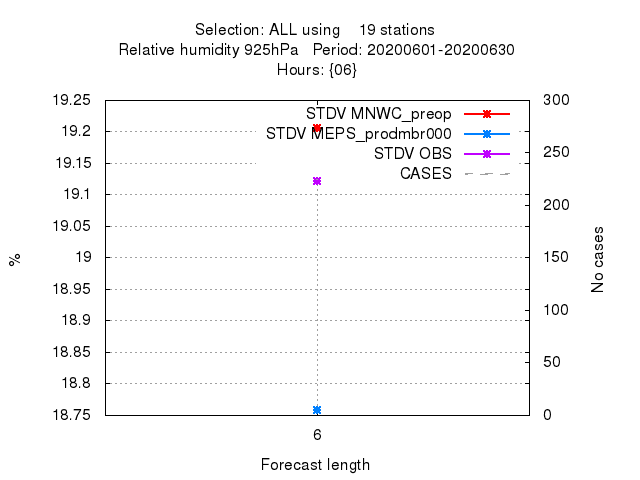 Selection: ALL using 19 stations
Relative humidity 925hPa Period: 20200601-20200630
Hours: {06}
19.25 300
STDV MNWC_preop
19.2
STDV MEPS_prodmbr000
250
STDV OBS
19.15
CASES
19.1
200
19.05
% 19 150 No cases
18.95
18.9 100
18.85
50
18.8
18.75 0
6
Forecast length